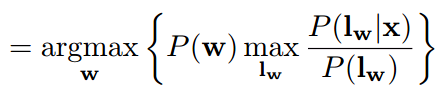 = argmax_w { P(w) max_{l_w} P(l_w|x) / P(l_w) }